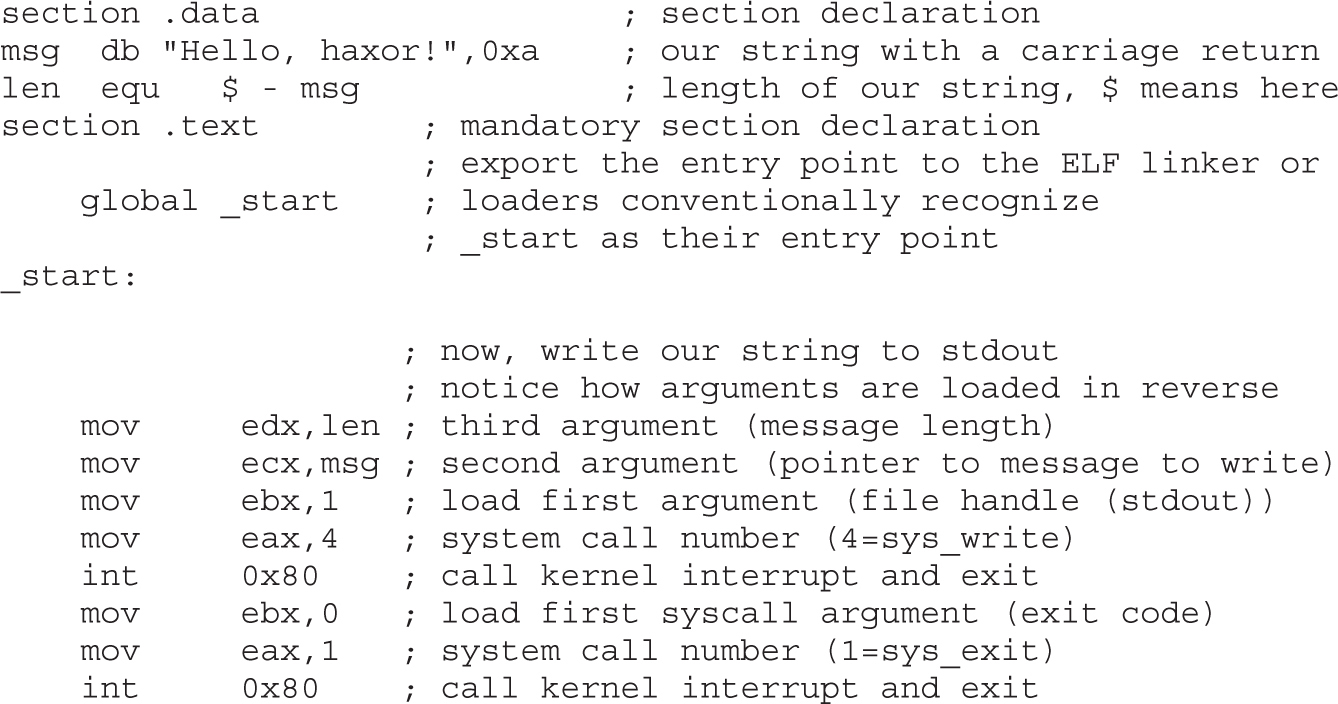 section .data                  ; section declaration
msg  db "Hello, haxor!",0xa    ; our string with a carriage return
len  equ   $ - msg             ; length of our string, $ means here
section .text        ; mandatory section declaration
                     ; export the entry point to the ELF linker or
    global _start    ; loaders conventionally recognize
                     ; _start as their entry point
_start:
                    ; now, write our string to stdout
                    ; notice how arguments are loaded in reverse
    mov     edx,len ; third argument (message length)
    mov     ecx,msg ; second argument (pointer to message to write)
    mov     ebx,1   ; load first argument (file handle (stdout))
    mov     eax,4   ; system call number (4=sys_write)
    int     0x80    ; call kernel interrupt and exit
    mov     ebx,0   ; load first syscall argument (exit code)
    mov     eax,1   ; system call number (1=sys_exit)
    int     0x80    ; call kernel interrupt and exit